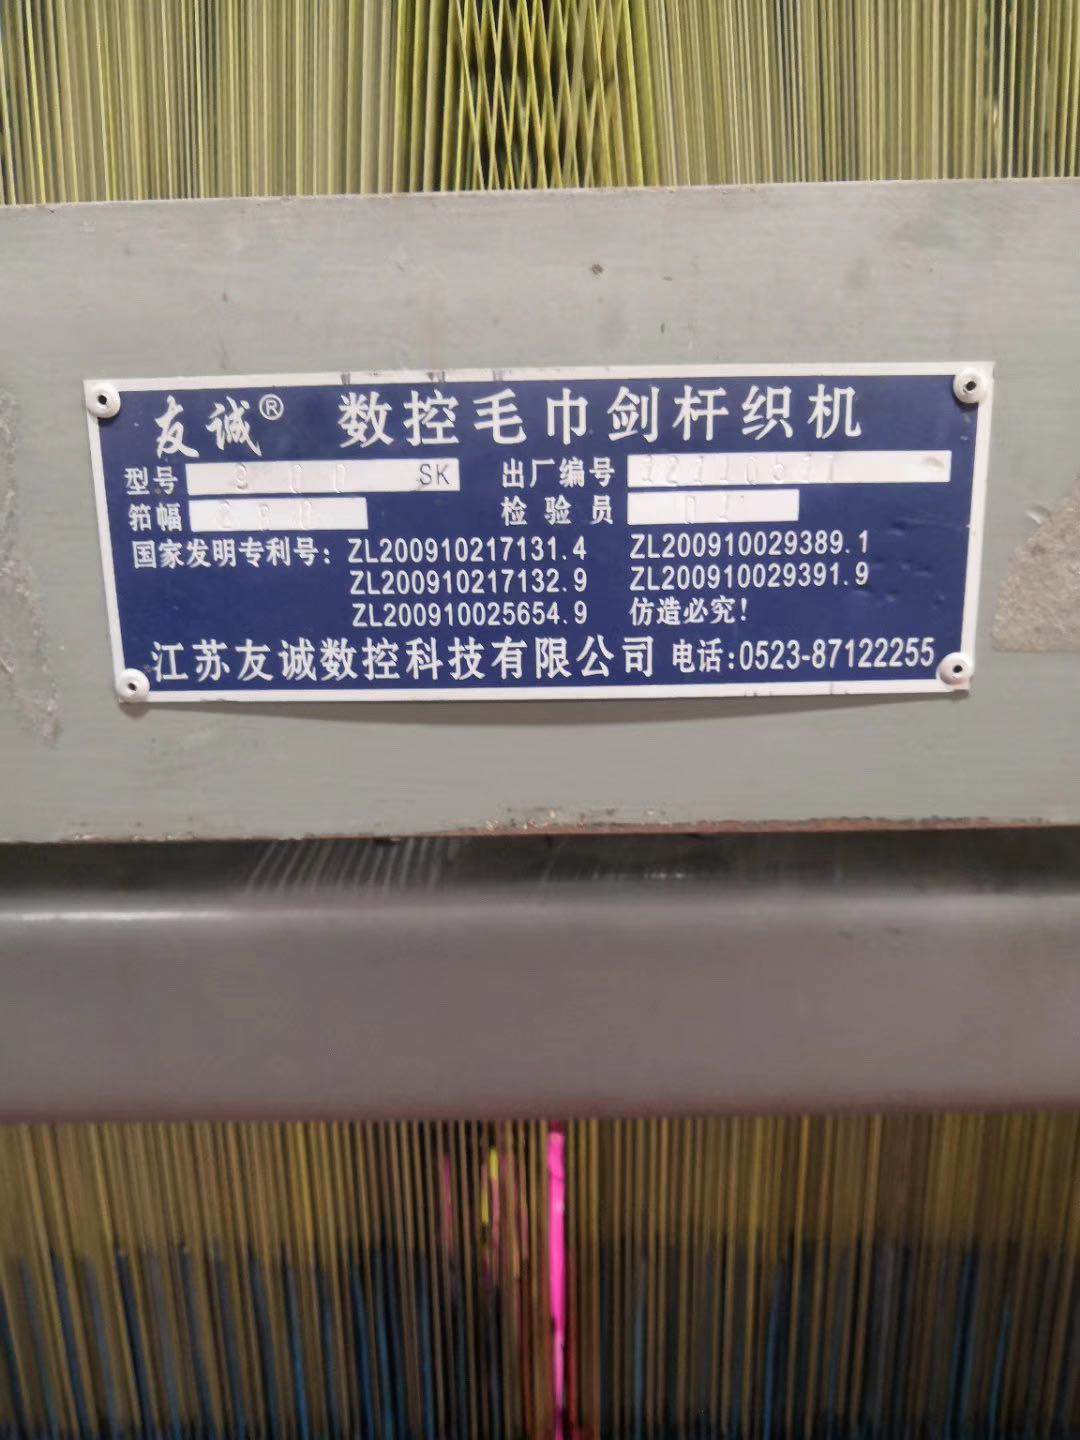 友诚® 数控毛巾剑杆织机
型号 SK 出厂编号
筘幅 检验员
国家发明专利号: ZL200910217131.4 ZL200910029389.1
ZL200910217132.9 ZL200910029391.9
ZL200910025654.9 仿造必究!
江苏友诚数控科技有限公司 电话:0523-87122255